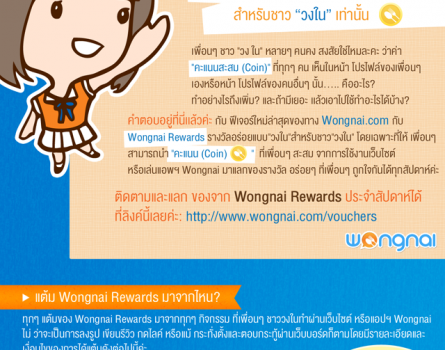 สำหรับชาว "วงใน" เท่านั้น
เพื่อนๆ ชาว "วงใน" หลายๆ คนคง สงสัยใช่ไหมละคะ ว่าค่า
"คะแนนสะสม (Coin)" ที่ทุกๆ คน เห็นในหน้า โปรไฟล์ของเพื่อนๆ
เองหรือหน้า โปรไฟล์ของคนอื่นๆ นั้น..... คืออะไร?
ทำอย่างไรถึงเพิ่ม? และถ้ามีเยอะ แล้วเอาไปใช้ทำอะไรได้บ้าง?
คำตอบอยู่ที่นี่แล้วค่ะ กับ ฟีเจอร์ใหม่ล่าสุดของทาง Wongnai.com กับ
Wongnai Rewards รางวัลอร่อยแบบ"วงใน"สำหรับชาว"วงใน" โดยเฉพาะที่ให้ เพื่อนๆ
สามารถนำ "คะแนน (Coin) " ที่เพื่อนๆ สะสม จากการใช้งานเว็บไซต์
หรือเล่นแอพฯ Wongnai มาแลกของรางวัล อร่อยๆ ที่เพื่อนๆ ถูกใจกันได้ทุกสัปดาห์ค่ะ
ติดตามและแลก ของจาก Wongnai Rewards ประจำสัปดาห์ได้
ที่ลิงค์นี้เลยค่ะ: http://www.wongnai.com/vouchers
wongnai
แต้ม Wongnai Rewards มาจากไหน?
ทุกๆ แต้มของ Wongnai Rewards มาจากทุกๆ กิจกรรม ที่เพื่อนๆ ชาววงในทำผ่านเว็บไซต์ หรือแอปฯ Wongnai
ไม่ ว่าจะเป็นการลงรูป เขียนรีวิว กดไลค์ หรือแม้ กระทั่งตั้งและตอบกระทู้ผ่านเว็บบอร์ดก็ตามโดยมีรายละเอียดและ
เงื่อนไขของการได้แต้มดังต่อไปนี้ค่ะ